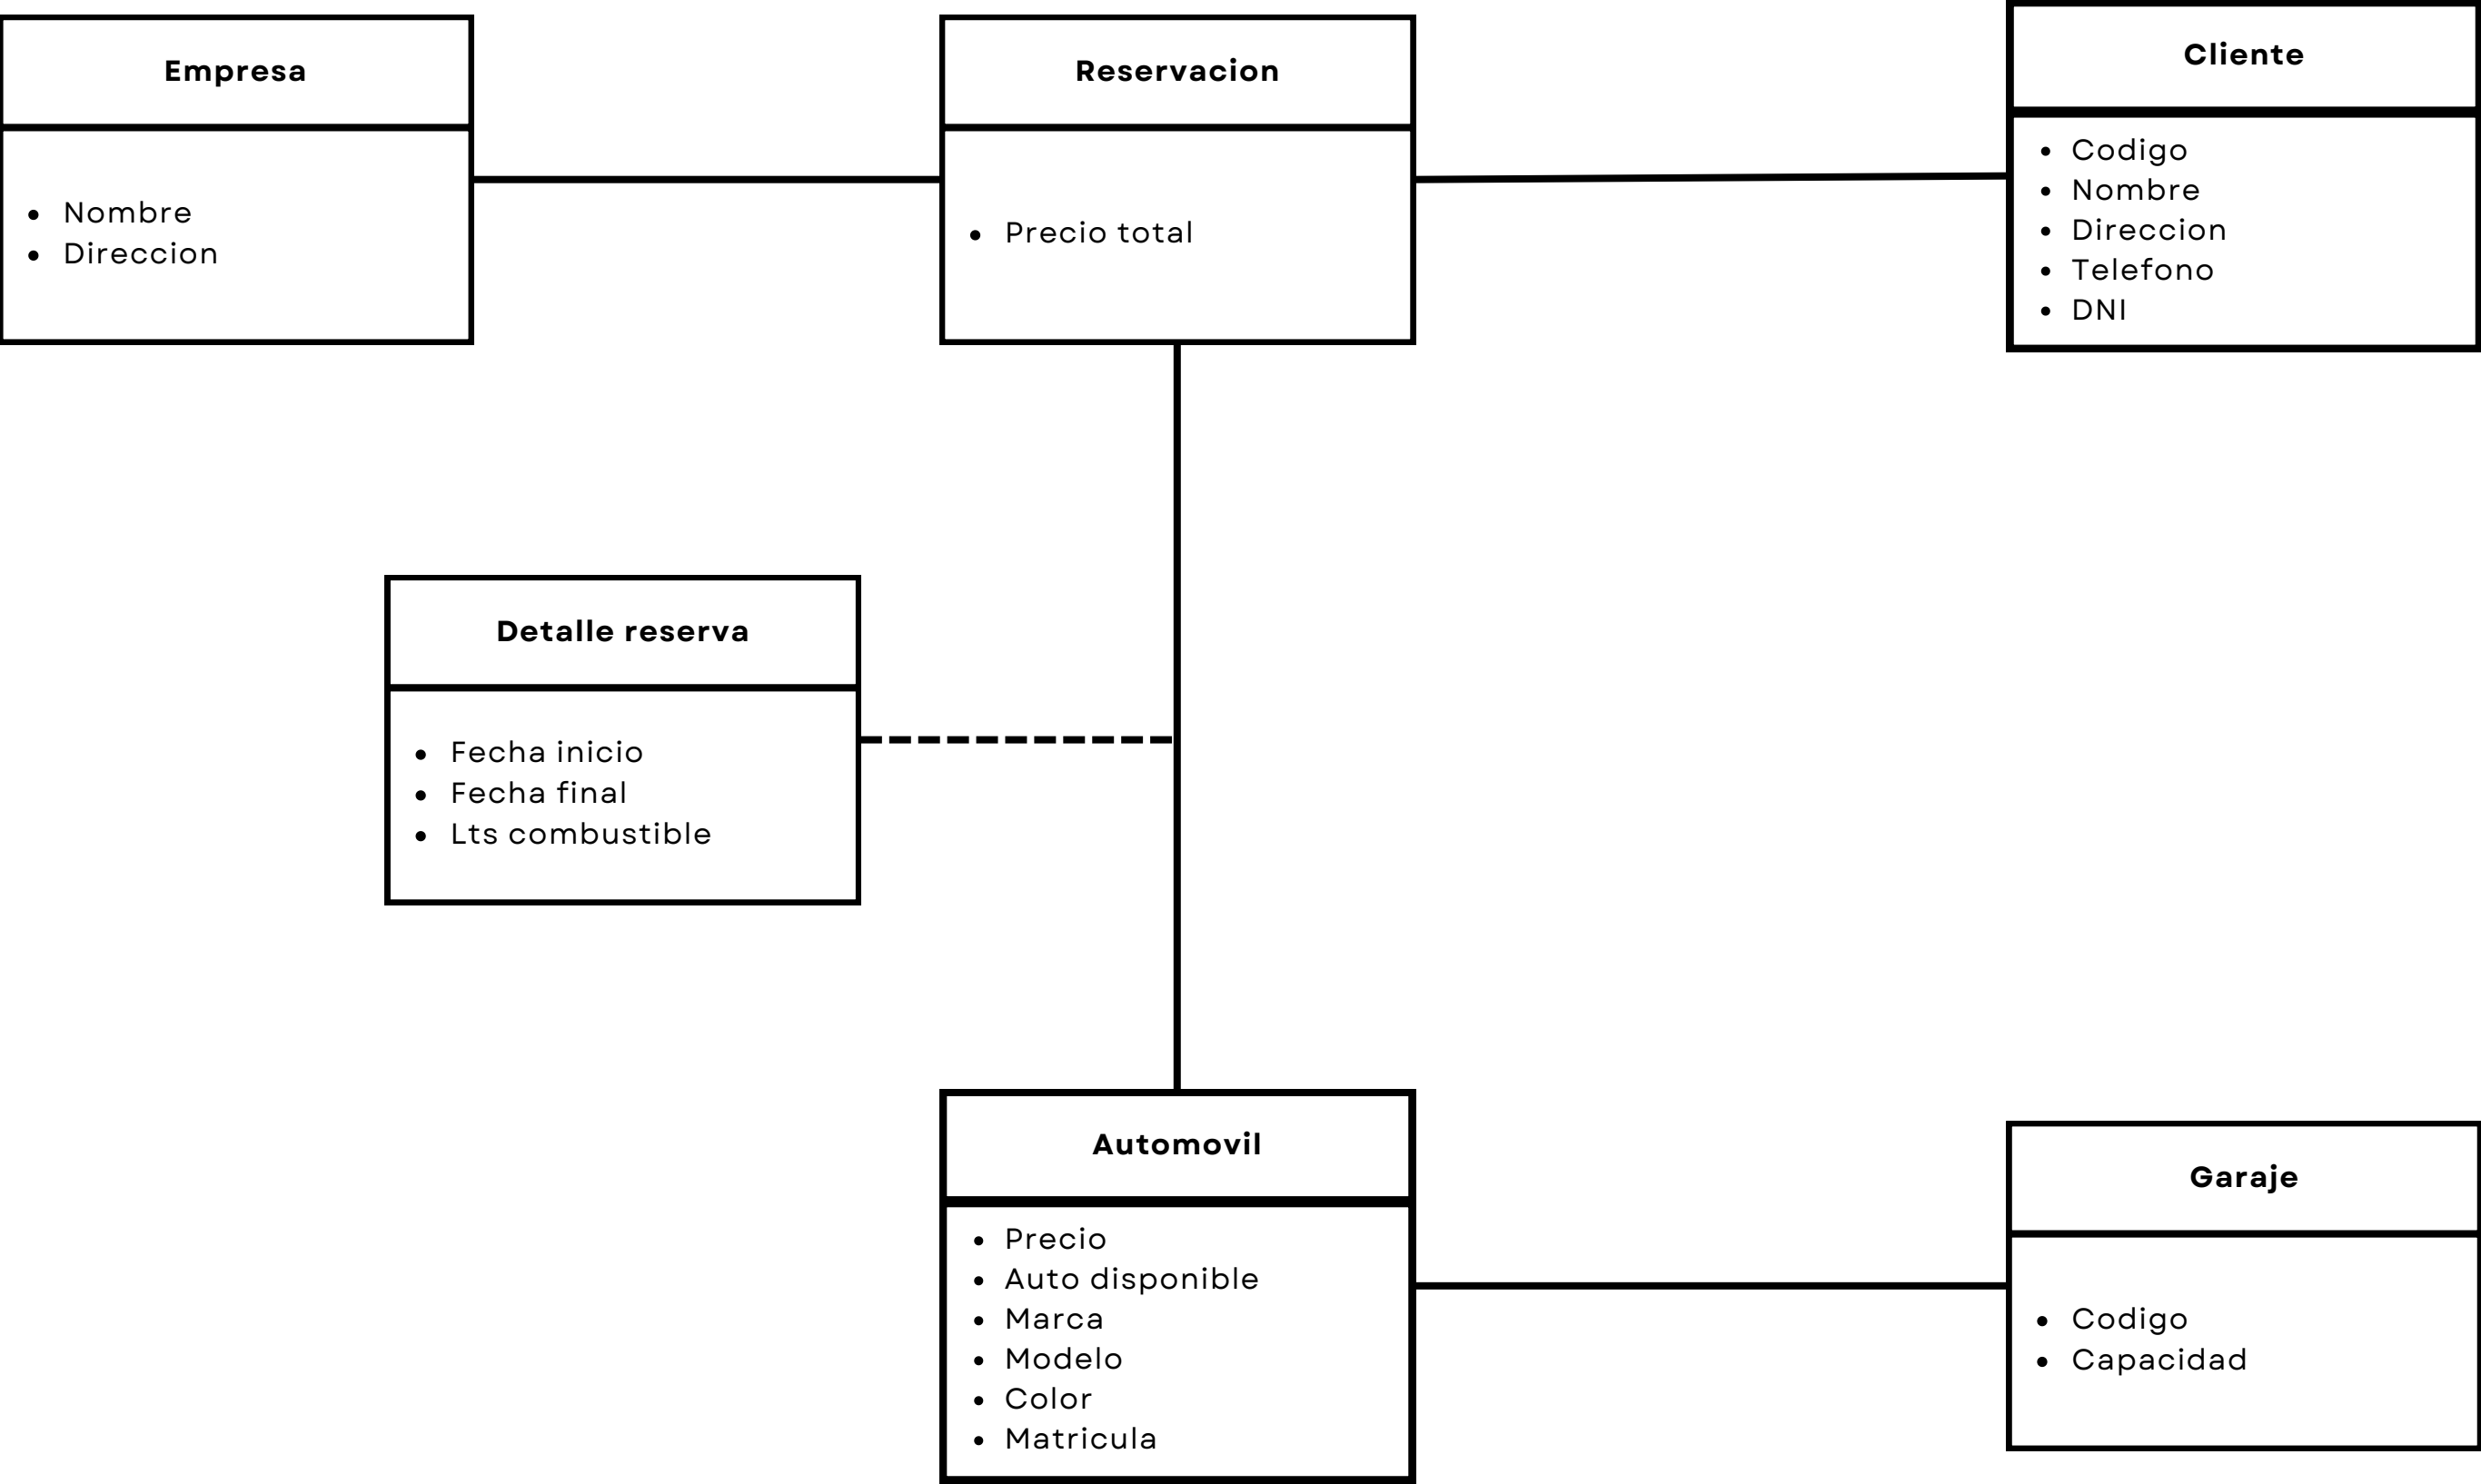 Empresa
Nombre
Direccion
Reservacion
Precio total
Cliente
Codigo
Nombre
Direccion
Telefono
DNI
Detalle reserva
Fecha inicio
Fecha final
Lts combustible
Automovil
Precio
Auto disponible
Marca
Modelo
Color
Matricula
Garaje
Codigo
Capacidad